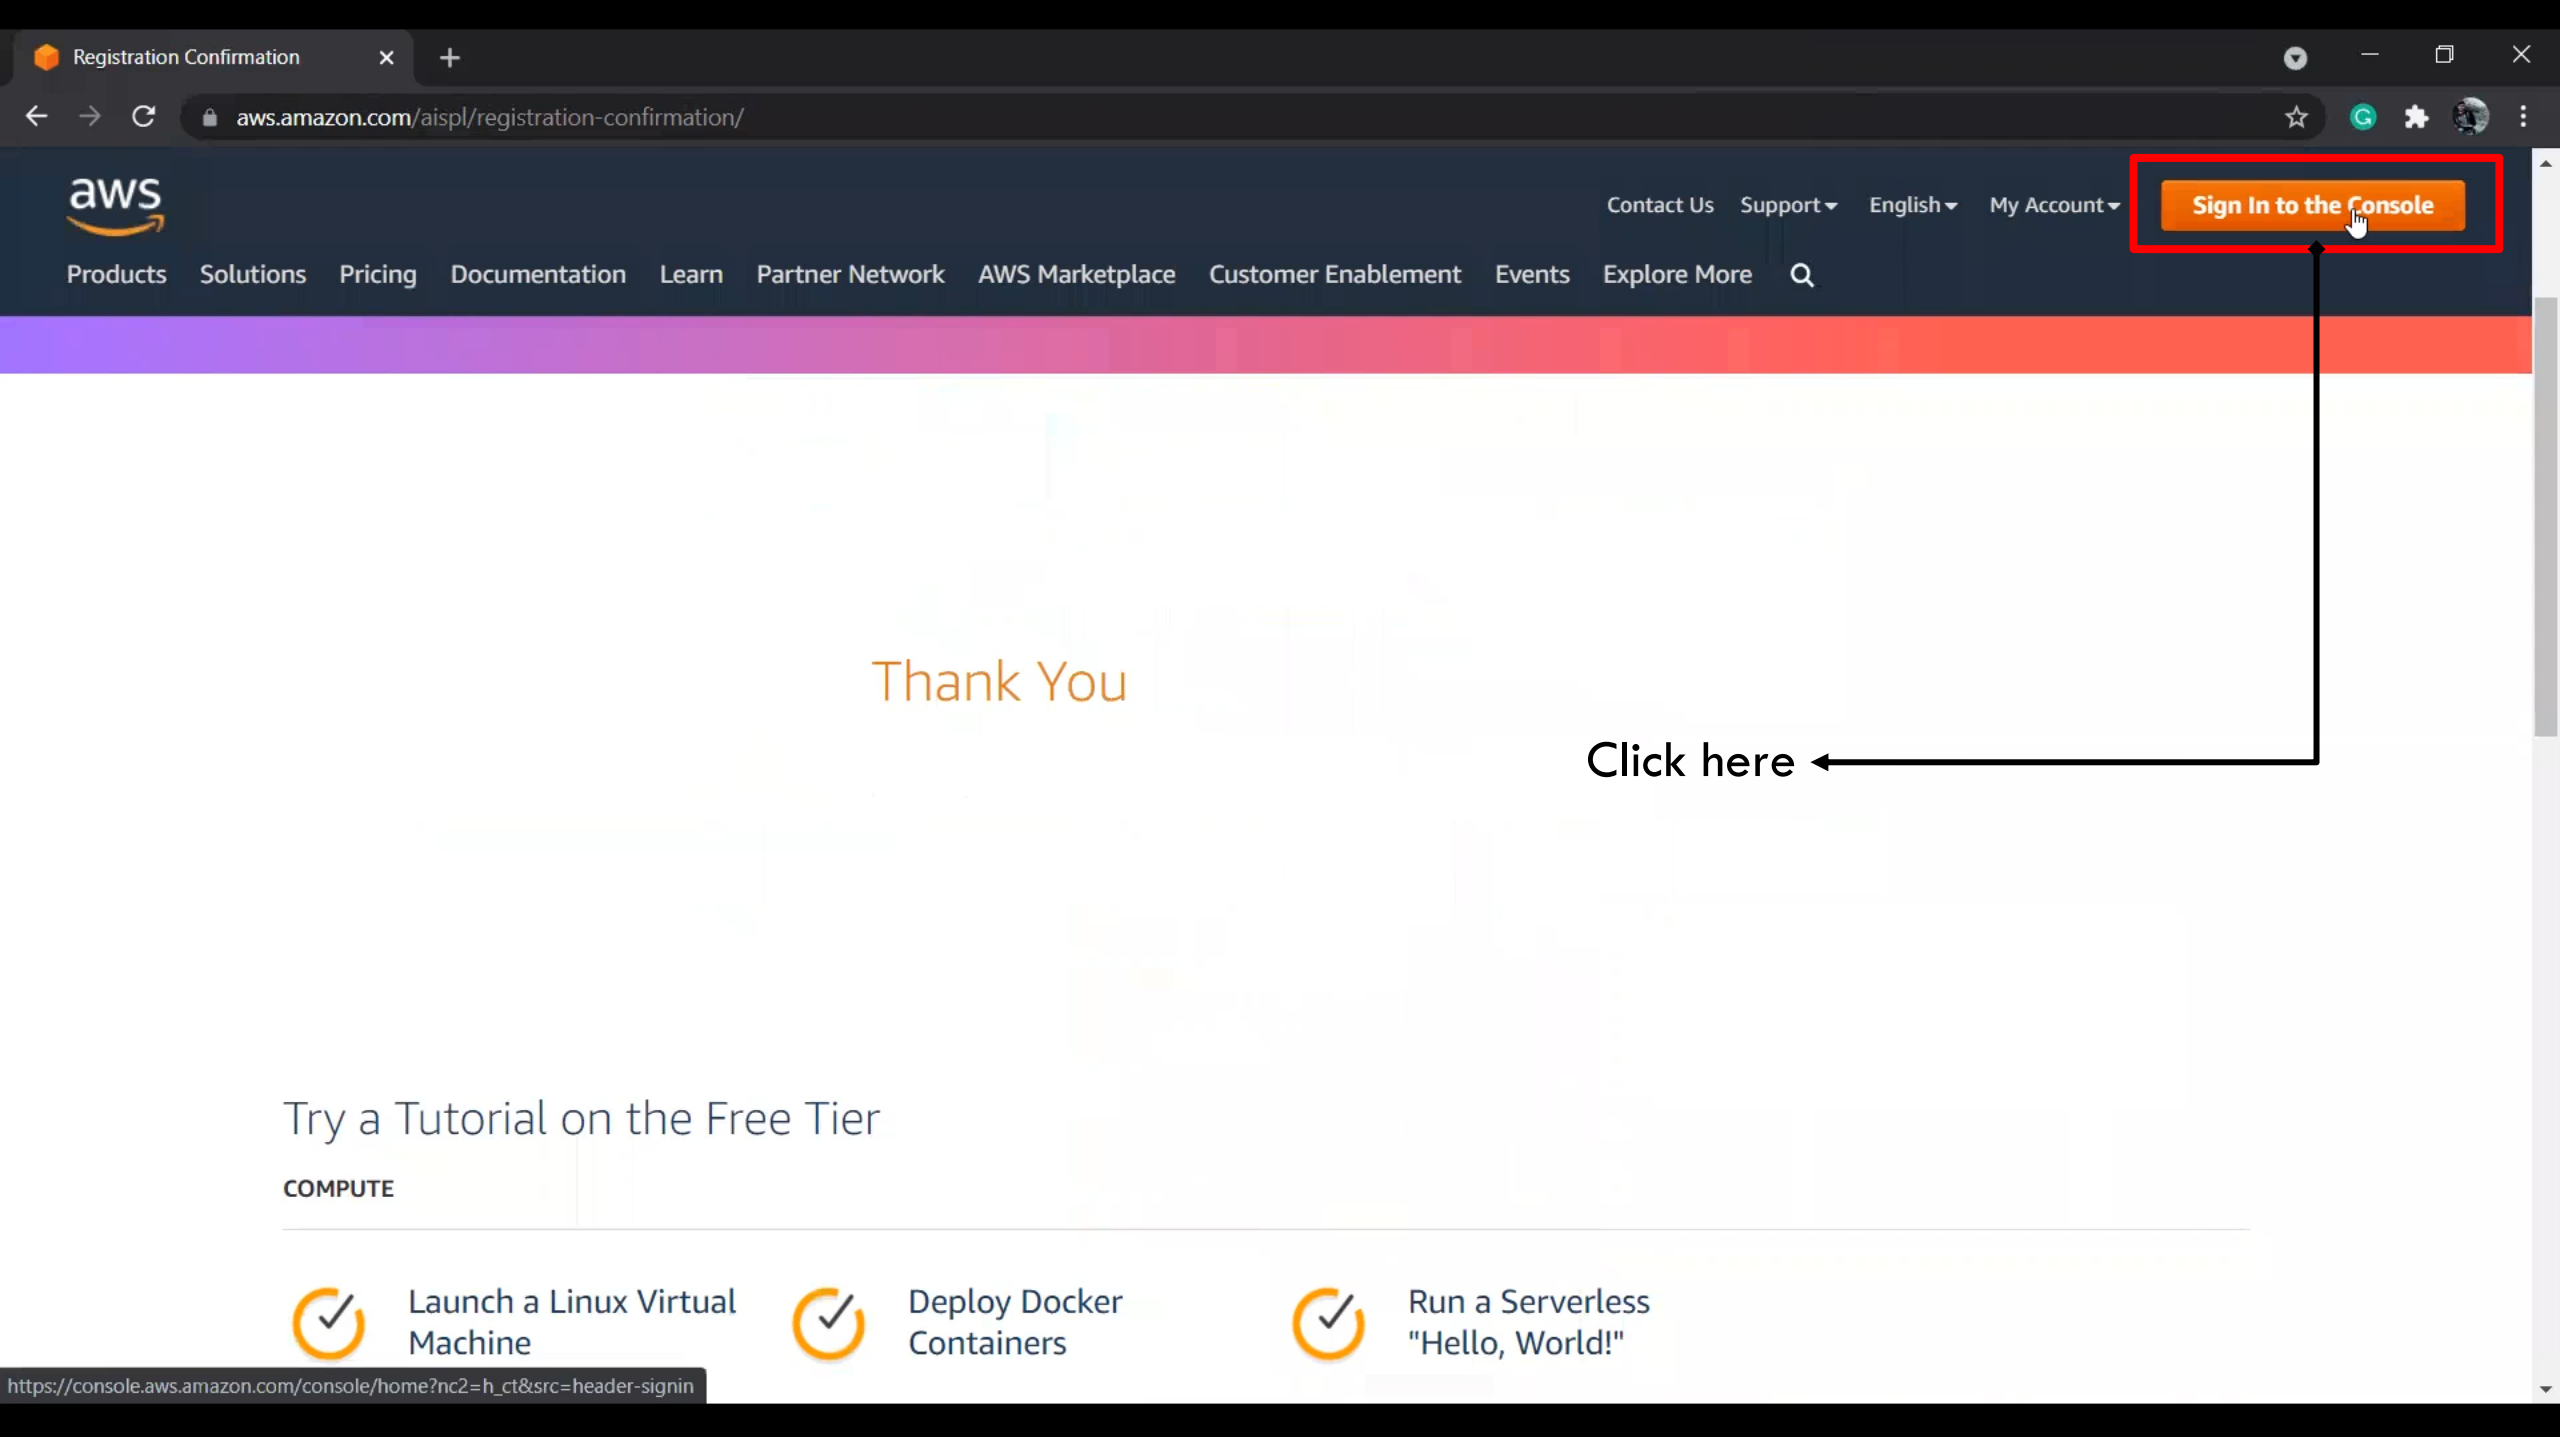 Registration Confirmation
aws.amazon.com/aispl/registration-confirmation/
aws
Contact Us Support English My Account Sign In to the Console
Products Solutions Pricing Documentation Learn Partner Network AWS Marketplace Customer Enablement Events Explore More
Thank You
Click here
Try a Tutorial on the Free Tier
COMPUTE
Launch a Linux Virtual
Machine
Deploy Docker
Containers
Run a Serverless
"Hello, World!"
https://console.aws.amazon.com/console/home?nc2=h_ct&src=header-signin